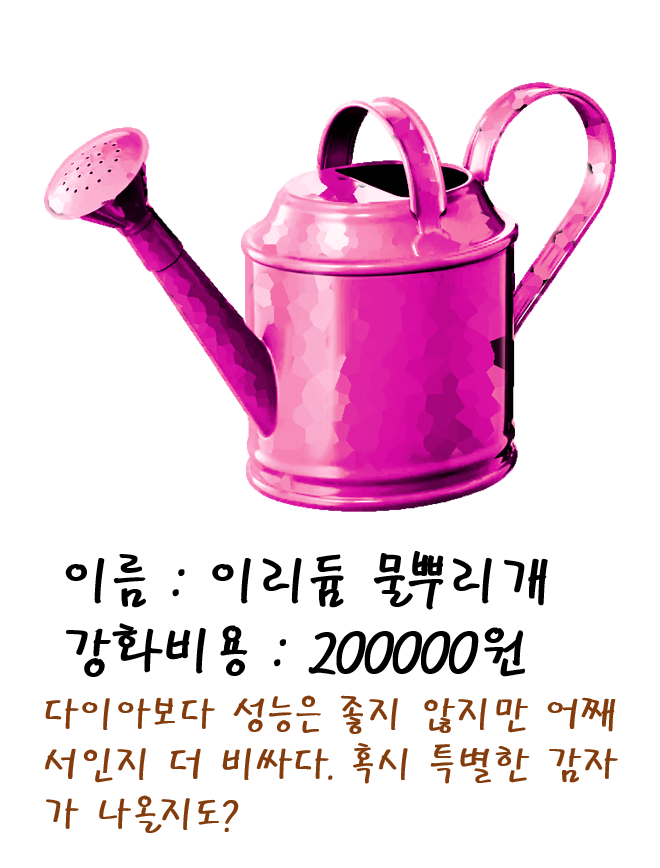 이름 : 이리듐 물뿌리개
강화비용 : 200000원
다이아보다 성능은 좋지 않지만 어째
서인지 더 비싸다. 혹시 특별한 감자
가 나올지도?